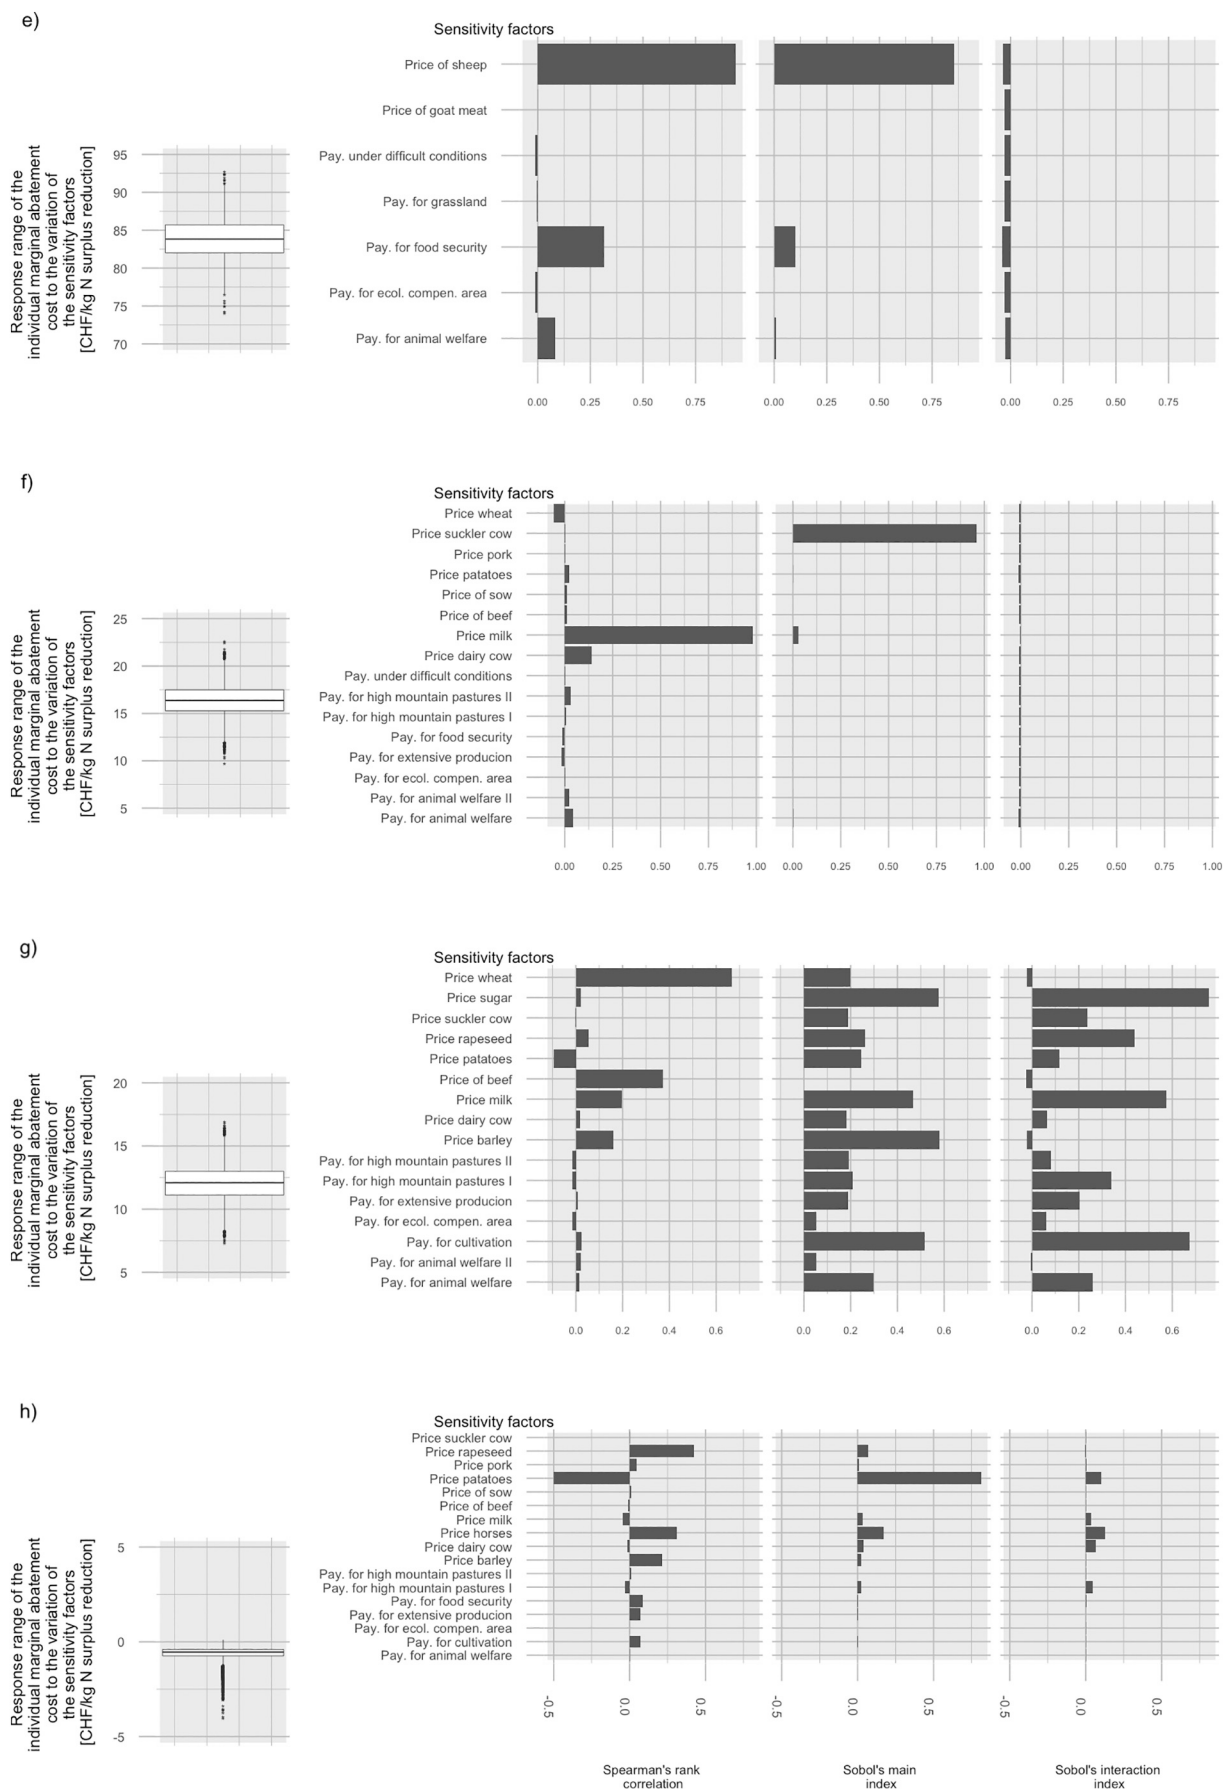 e)
Sensitivity factors
Price of sheep
Price of goat meat
Pay. under difficult conditions
Pay. for grassland
Pay. for food security
Pay. for ecol. compen. area
Pay. for animal welfare
Response range of the
individual marginal abatement
cost to the variation of
the sensitivity factors
[CHF/kg N surplus reduction]
95
90
85
80
75
70
0.00 0.25 0.50 0.75
0.00 0.25 0.50 0.75
0.00 0.25 0.50 0.75
f)
Sensitivity factors
Price wheat
Price suckler cow
Price pork
Price patatoes
Price of sow
Price of beef
Price milk
Price dairy cow
Pay. under difficult conditions
Pay. for high mountain pastures II
Pay. for high mountain pastures I
Pay. for food security
Pay. for extensive producion
Pay. for ecol. compen. area
Pay. for animal welfare II
Pay. for animal welfare
Response range of the
individual marginal abatement
cost to the variation of
the sensitivity factors
[CHF/kg N surplus reduction]
25
20
15
10
5
0.00 0.25 0.50 0.75 1.00
0.00 0.25 0.50 0.75 1.00
0.00 0.25 0.50 0.75 1.00
g)
Sensitivity factors
Price wheat
Price sugar
Price suckler cow
Price rapeseed
Price patatoes
Price of beef
Price milk
Price dairy cow
Price barley
Pay. for high mountain pastures II
Pay. for high mountain pastures I
Pay. for extensive producion
Pay. for ecol. compen. area
Pay. for cultivation
Pay. for animal welfare II
Pay. for animal welfare
Response range of the
individual marginal abatement
cost to the variation of
the sensitivity factors
[CHF/kg N surplus reduction]
20
15
10
5
0.0 0.2 0.4 0.6
0.0 0.2 0.4 0.6
0.0 0.2 0.4 0.6
h)
Sensitivity factors
Price suckler cow
Price rapeseed
Price pork
Price patatoes
Price of sow
Price of beef
Price milk
Price horses
Price dairy cow
Price barley
Pay. for high mountain pastures II
Pay. for high mountain pastures I
Pay. for food security
Pay. for extensive producion
Pay. for ecol. compen. area
Pay. for cultivation
Pay. for animal welfare
Response range of the
individual marginal abatement
cost to the variation of
the sensitivity factors
[CHF/kg N surplus reduction]
5
0
-5
-0.5 0.0 0.5
-0.5 0.0 0.5
-0.5 0.0 0.5
Spearman's rank
correlation
Sobol's main
index
Sobol's interaction
index